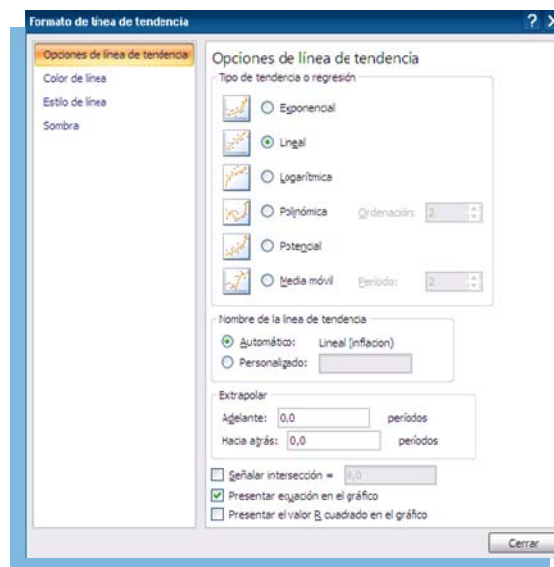 Formato de línea de tendencia
Opciones de línea de tendencia
Color de línea
Estilo de línea
Sombra
Opciones de línea de tendencia
Tipo de tendencia o regresión
Exponencial
Lineal
Logarítmica
Polinómica Ordenación: 2
Potencial
Media móvil Período: 2
Nombre de la línea de tendencia
Automático: Lineal (inflacion)
Personalizado:
Extrapolar
Adelante: 0,0 períodos
Hacia atrás: 0,0 períodos
Señalar intersección = 0,0
Presentar ecuación en el gráfico
Presentar el valor R cuadrado en el gráfico
Cerrar